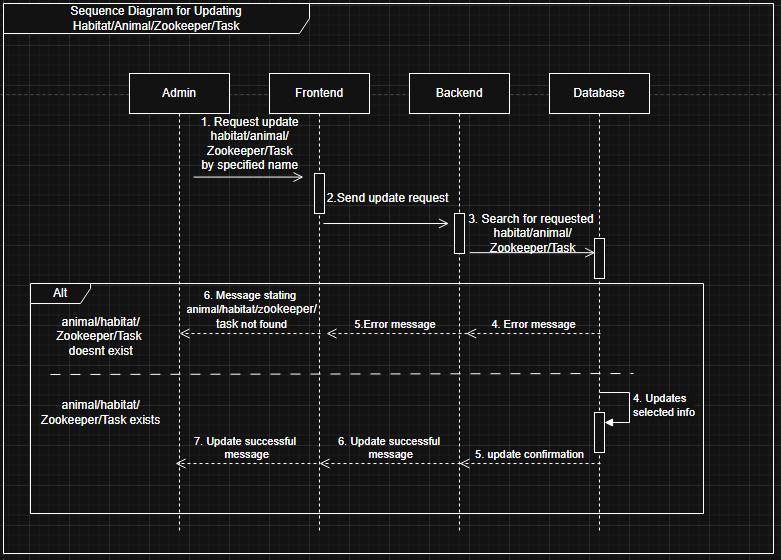 Sequence Diagram for Updating
Habitat/Animal/Zookeeper/Task
Admin
Frontend
Backend
Database
1. Request update
habitat/animal/
Zookeeper/Task
by specified name
2.Send update request
3. Search for requested
habitat/animal/
Zookeeper/Task
Alt
animal/habitat/
Zookeeper/Task
doesnt exist
6. Message stating
animal/habitat/zookeeper/
task not found
5.Error message
4. Error message
animal/habitat/
Zookeeper/Task exists
4. Updates
selected info
7. Update successful
message
6. Update successful
message
5. update confirmation